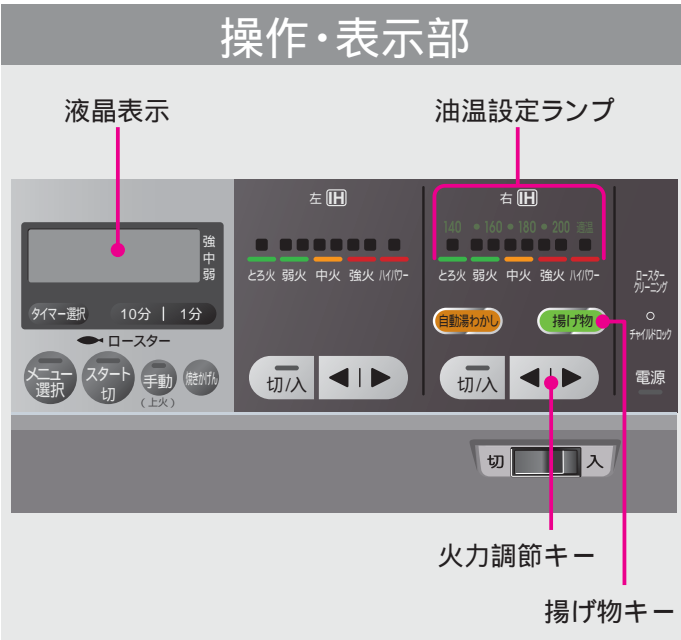 操作・表示部
液晶表示
油温設定ランプ
左 IH
右 IH
140 • 160 • 180 • 200 適温
強
中
弱
とろ火 弱火 中火 強火 ハイパワー
とろ火 弱火 中火 強火 ハイパワー
ロースター
クリーニング
タイマー選択 10分 | 1分
自動湯わかし
揚げ物
チャイルドロック
ロースター
メニュー
選択
スタート
切
手動
(上火)
焼きかげん
切/入
切/入
電源
切
入
火力調節キー
揚げ物キー